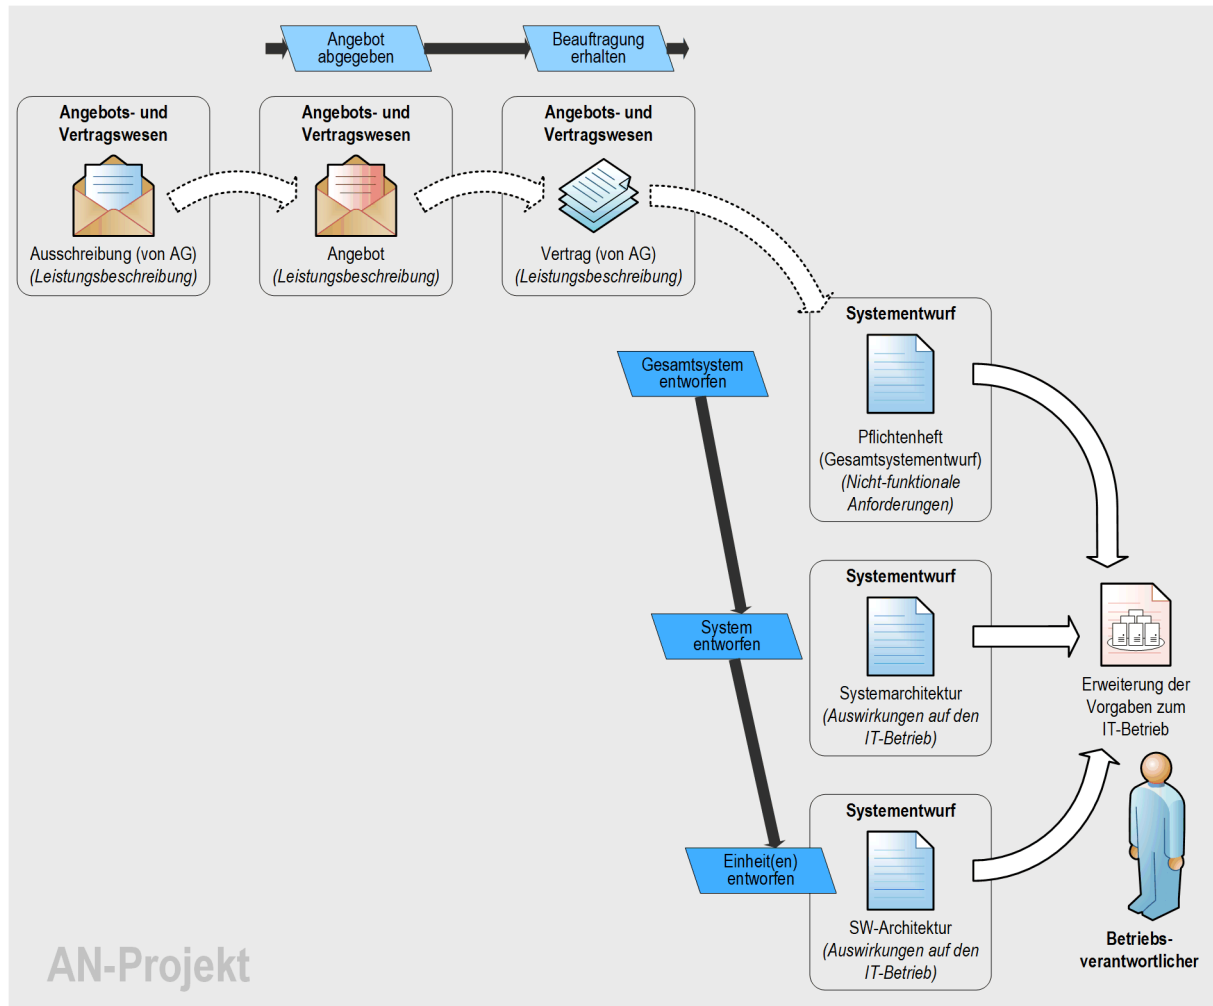 Angebot
abgegeben
Beauftragung
erhalten
Angebots- und
Vertragswesen
Ausschreibung (von AG)
(Leistungsbeschreibung)
Angebots- und
Vertragswesen
Angebot
(Leistungsbeschreibung)
Angebots- und
Vertragswesen
Vertrag (von AG)
(Leistungsbeschreibung)
Systementwurf
Pflichtenheft
(Gesamtsystementwurf)
(Nicht-funktionale
Anforderungen)
Gesamtsystem
entworfen
System
entworfen
Systementwurf
Systemarchitektur
(Auswirkungen auf den
IT-Betrieb)
Erweiterung der
Vorgaben zum
IT-Betrieb
Einheit(en)
entworfen
Systementwurf
SW-Architektur
(Auswirkungen auf den
IT-Betrieb)
Betriebs-
verantwortlicher
AN-Projekt